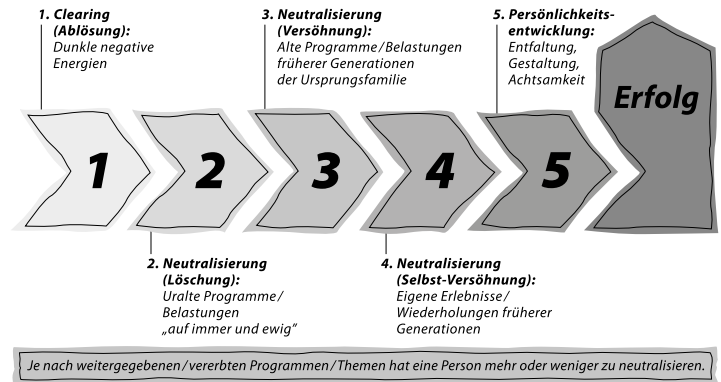 1. Clearing
(Ablösung):
Dunkle negative
Energien
3. Neutralisierung
(Versöhnung):
Alte Programme/Belastungen
früherer Generationen
der Ursprungsfamilie
5. Persönlichkeits-
entwicklung:
Entfaltung,
Gestaltung,
Achtsamkeit
Erfolg
1
2
3
4
5
2. Neutralisierung
(Löschung):
Uralte Programme/
Belastungen
„auf immer und ewig“
4. Neutralisierung
(Selbst-Versöhnung):
Eigene Erlebnisse/
Wiederholungen früherer
Generationen
Je nach weitergegebenen/vererbten Programmen/Themen hat eine Person mehr oder weniger zu neutralisieren.